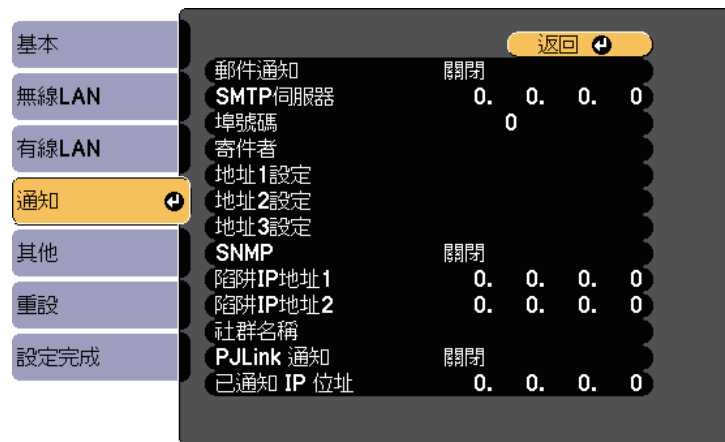 基本
無線LAN
有線LAN
通知
其他
重設
設定完成
返回
郵件通知 關閉
SMTP伺服器 0. 0. 0. 0
埠號碼 0
寄件者
地址1設定
地址2設定
地址3設定
SNMP 關閉
陷阱IP地址1 0. 0. 0. 0
陷阱IP地址2 0. 0. 0. 0
社群名稱
PJLink 通知 關閉
已通知 IP 位址 0. 0. 0. 0